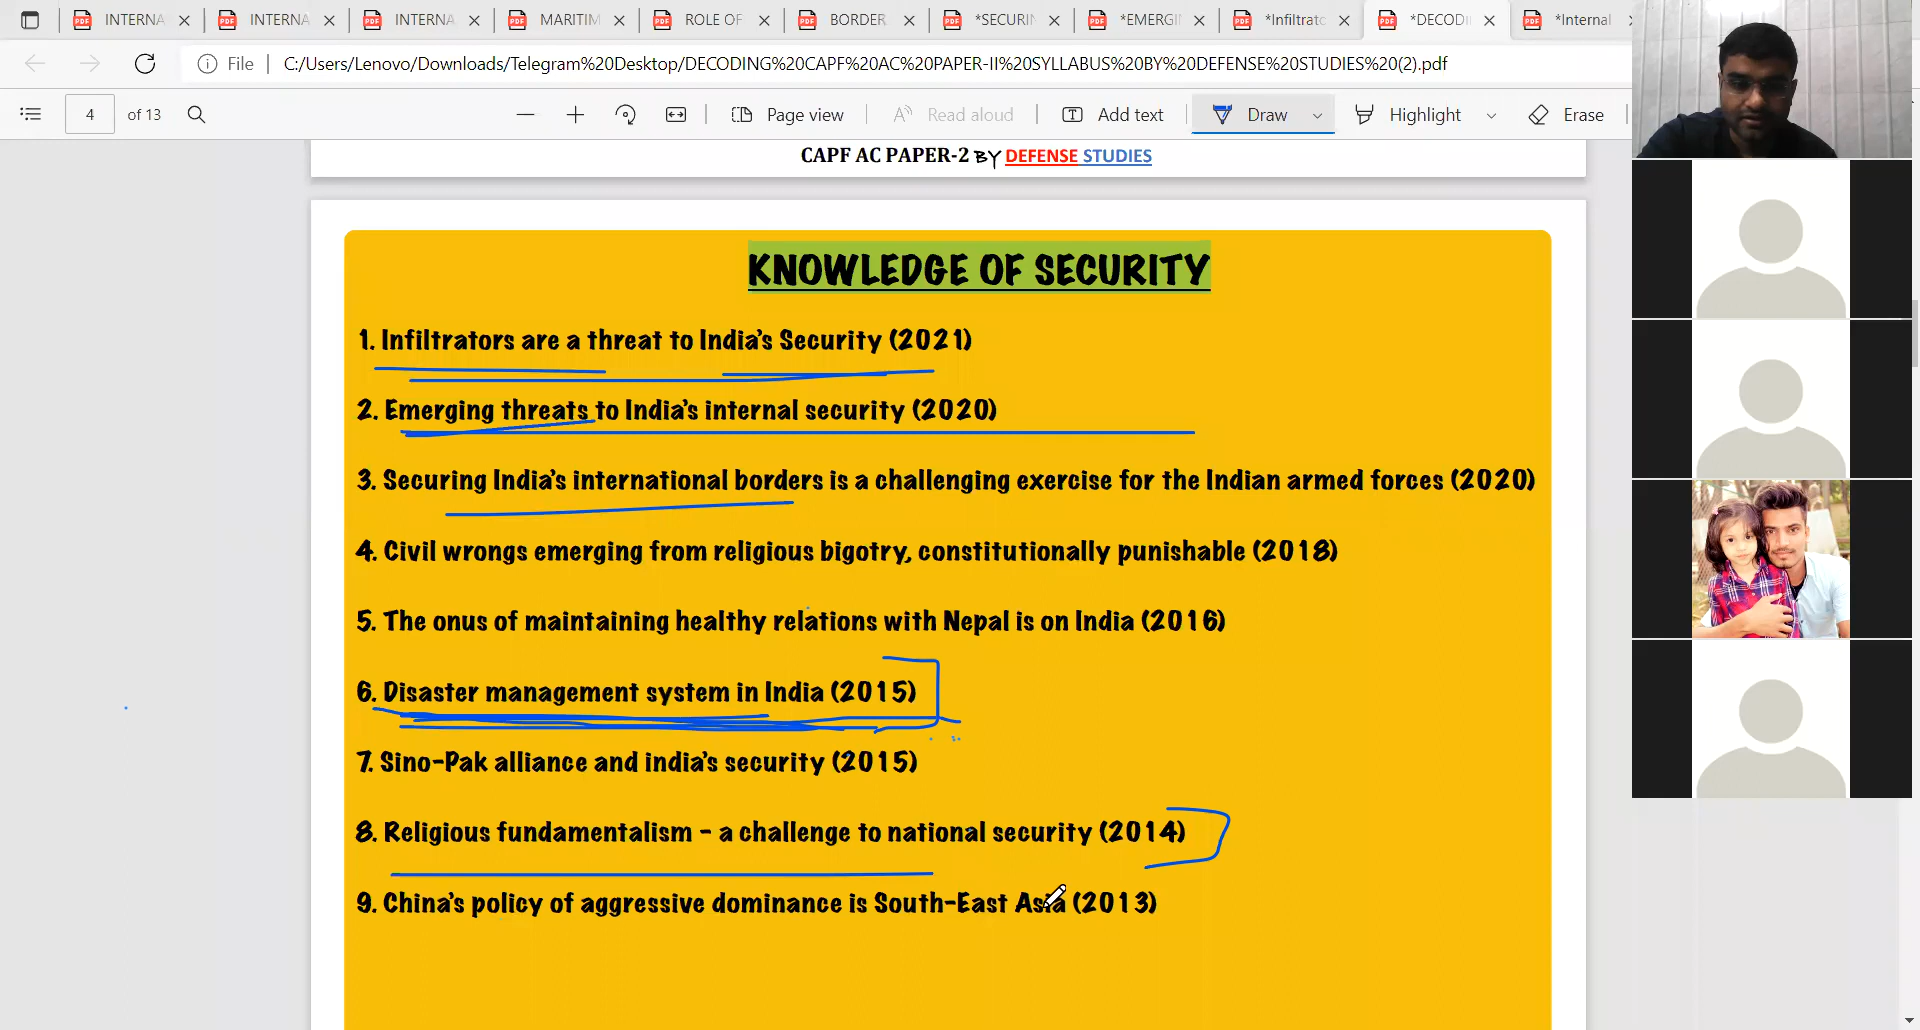 INTERNA
INTERNA
INTERNA
MARITIM
ROLE OF
BORDER
*SECURIN
*EMERGI
*Infiltrato
*DECODI
*Internal
File
C:/Users/Lenovo/Downloads/Telegram%20Desktop/DECODING%20CAPF%20AC%20PAPER-II%20SYLLABUS%20BY%20DEFENSE%20STUDIES%20(2).pdf
4 of 13
Page view
Read aloud
Add text
Draw
Highlight
Erase
CAPF AC PAPER-2 BY DEFENSE STUDIES
KNOWLEDGE OF SECURITY
1. Infiltrators are a threat to India's Security (2021)
2. Emerging threats to India's internal security (2020)
3. Securing India's international borders is a challenging exercise for the Indian armed forces (2020)
4. Civil wrongs emerging from religious bigotry, constitutionally punishable (2018)
5. The onus of maintaining healthy relations with Nepal is on India (2016)
6. Disaster management system in India (2015)
7. Sino-Pak alliance and india's security (2015)
8. Religious fundamentalism - a challenge to national security (2014)
9. China's policy of aggressive dominance is South-East Asia (2013)